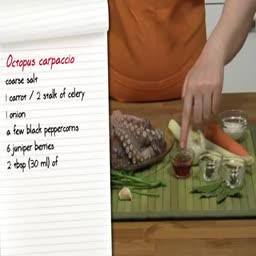 Octopus carpaccio
coarse salt
1 carrot / 2 stalk of celery
1 onion
a few black peppercorns
6 juniper berries
2 tbsp (30 ml) of